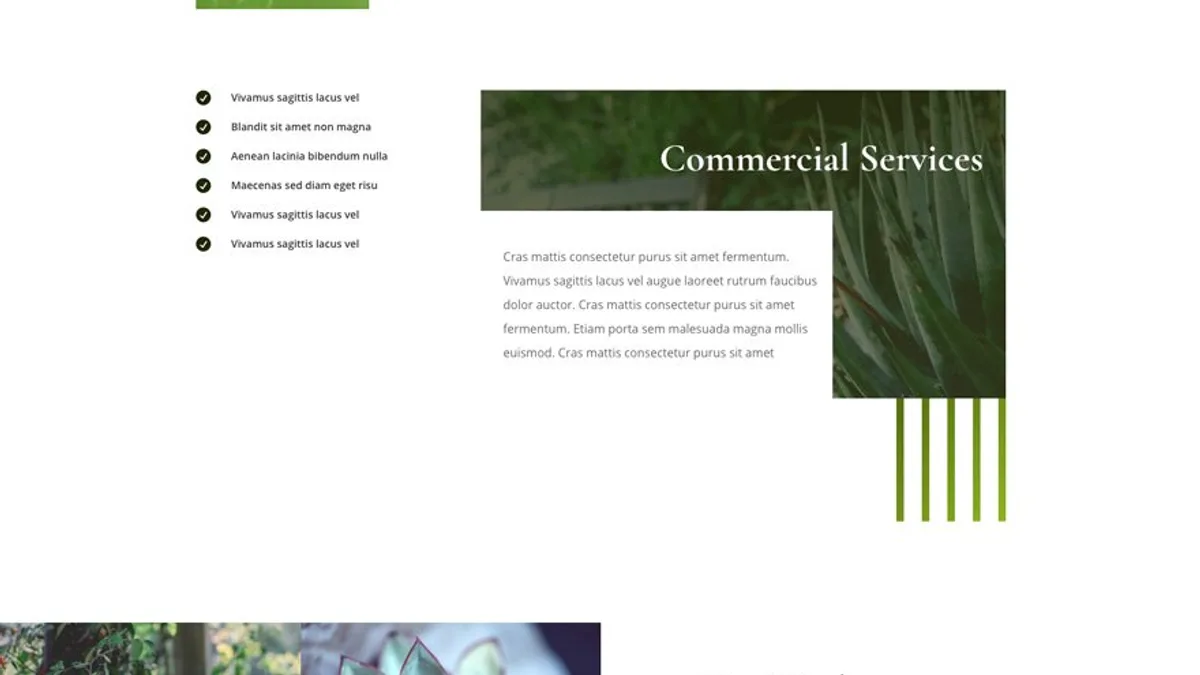 Vivamus sagittis lacus vel
Blandit sit amet non magna
Aenean lacinia bibendum nulla
Maecenas sed diam eget risu
Vivamus sagittis lacus vel
Vivamus sagittis lacus vel
Commercial Services
Cras mattis consectetur purus sit amet fermentum.
Vivamus sagittis lacus vel augue laoreet rutrum faucibus
dolor auctor. Cras mattis consectetur purus sit amet
fermentum. Etiam porta sem malesuada magna mollis
euismod. Cras mattis consectetur purus sit amet